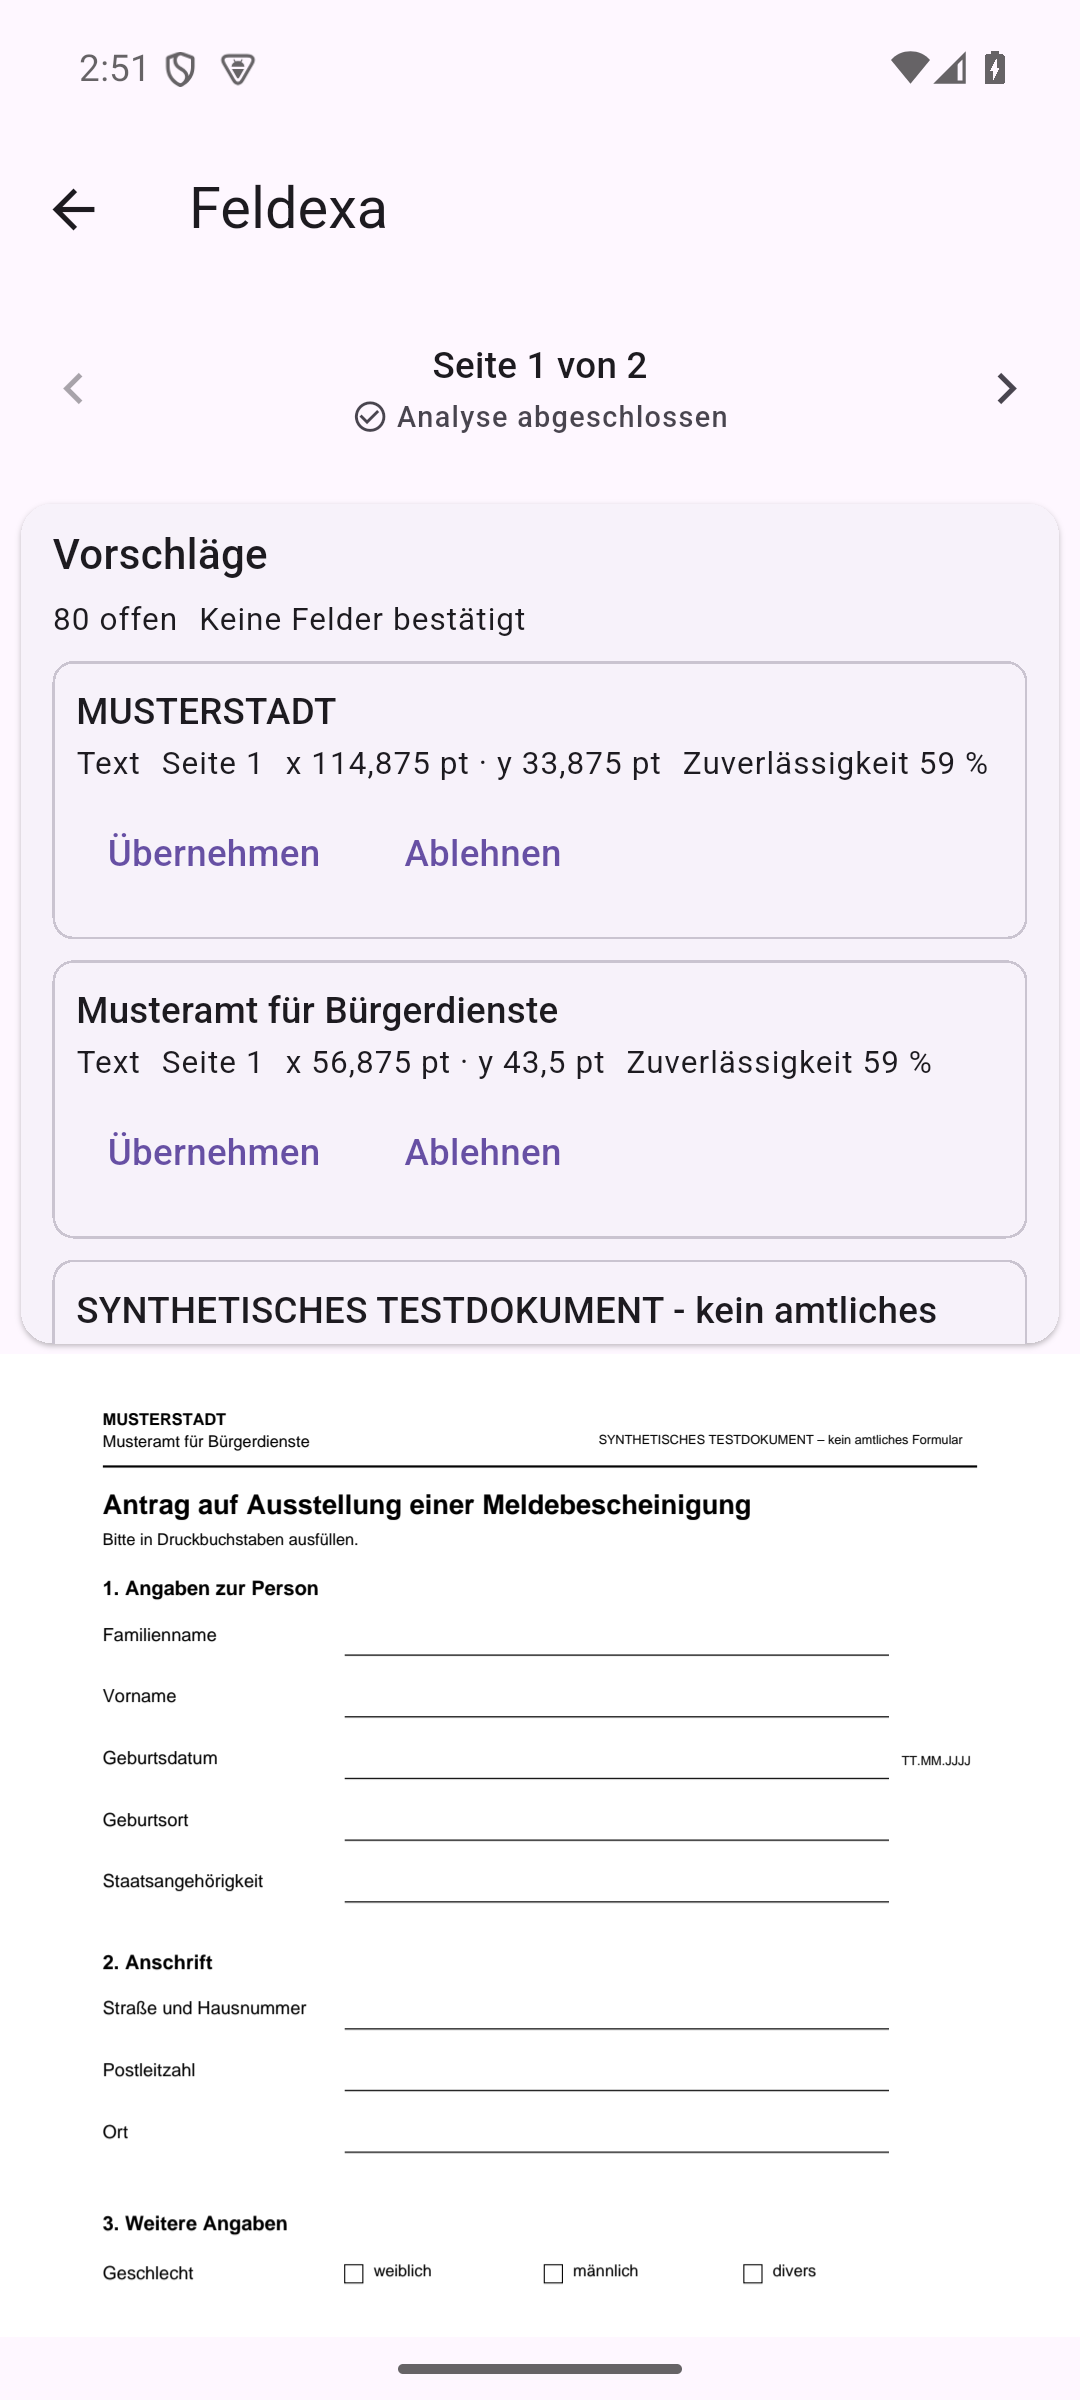 2:51
Feldexa
Seite 1 von 2
Analyse abgeschlossen
Vorschläge
80 offen Keine Felder bestätigt
MUSTERSTADT
Text Seite 1 x 114,875 pt · y 33,875 pt Zuverlässigkeit 59 %
Übernehmen Ablehnen
Musteramt für Bürgerdienste
Text Seite 1 x 56,875 pt · y 43,5 pt Zuverlässigkeit 59 %
Übernehmen Ablehnen
SYNTHETISCHES TESTDOKUMENT - kein amtliches
MUSTERSTADT
Musteramt für Bürgerdienste SYNTHETISCHES TESTDOKUMENT – kein amtliches Formular
Antrag auf Ausstellung einer Meldebescheinigung
Bitte in Druckbuchstaben ausfüllen.
1. Angaben zur Person
Familienname
Vorname
Geburtsdatum TT.MM.JJJJ
Geburtsort
Staatsangehörigkeit
2. Anschrift
Straße und Hausnummer
Postleitzahl
Ort
3. Weitere Angaben
Geschlecht weiblich männlich divers